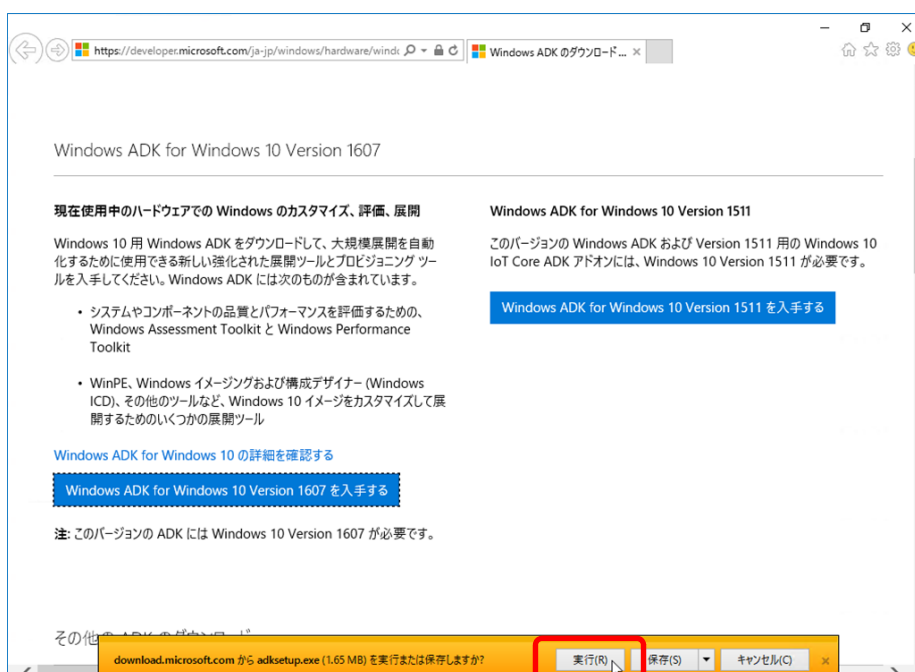 https://developer.microsoft.com/ja-jp/windows/hardware/windo
Windows ADK のダウンロード...
Windows ADK for Windows 10 Version 1607
現在使用中のハードウェアでの Windows のカスタマイズ、評価、展開
Windows 10 用 Windows ADK をダウンロードして、大規模展開を自動
化するために使用できる新しい強化された展開ツールとプロビジョニング ツー
ルを入手してください。Windows ADK には次のものが含まれています。
• システムやコンポーネントの品質とパフォーマンスを評価するための、
Windows Assessment Toolkit と Windows Performance
Toolkit
• WinPE、Windows イメージングおよび構成デザイナー (Windows
ICD)、その他のツールなど、Windows 10 イメージをカスタマイズして展
開するためのいくつかの展開ツール
Windows ADK for Windows 10 の詳細を確認する
Windows ADK for Windows 10 Version 1607 を入手する
注: このバージョンの ADK には Windows 10 Version 1607 が必要です。
Windows ADK for Windows 10 Version 1511
このバージョンの Windows ADK および Version 1511 用の Windows 10
IoT Core ADK アドオンには、Windows 10 Version 1511 が必要です。
Windows ADK for Windows 10 Version 1511 を入手する
その他の ADK のダウンロード
download.microsoft.com から adksetup.exe (1.65 MB) を実行または保存しますか?
実行(R)
保存(S)
キャンセル(C)